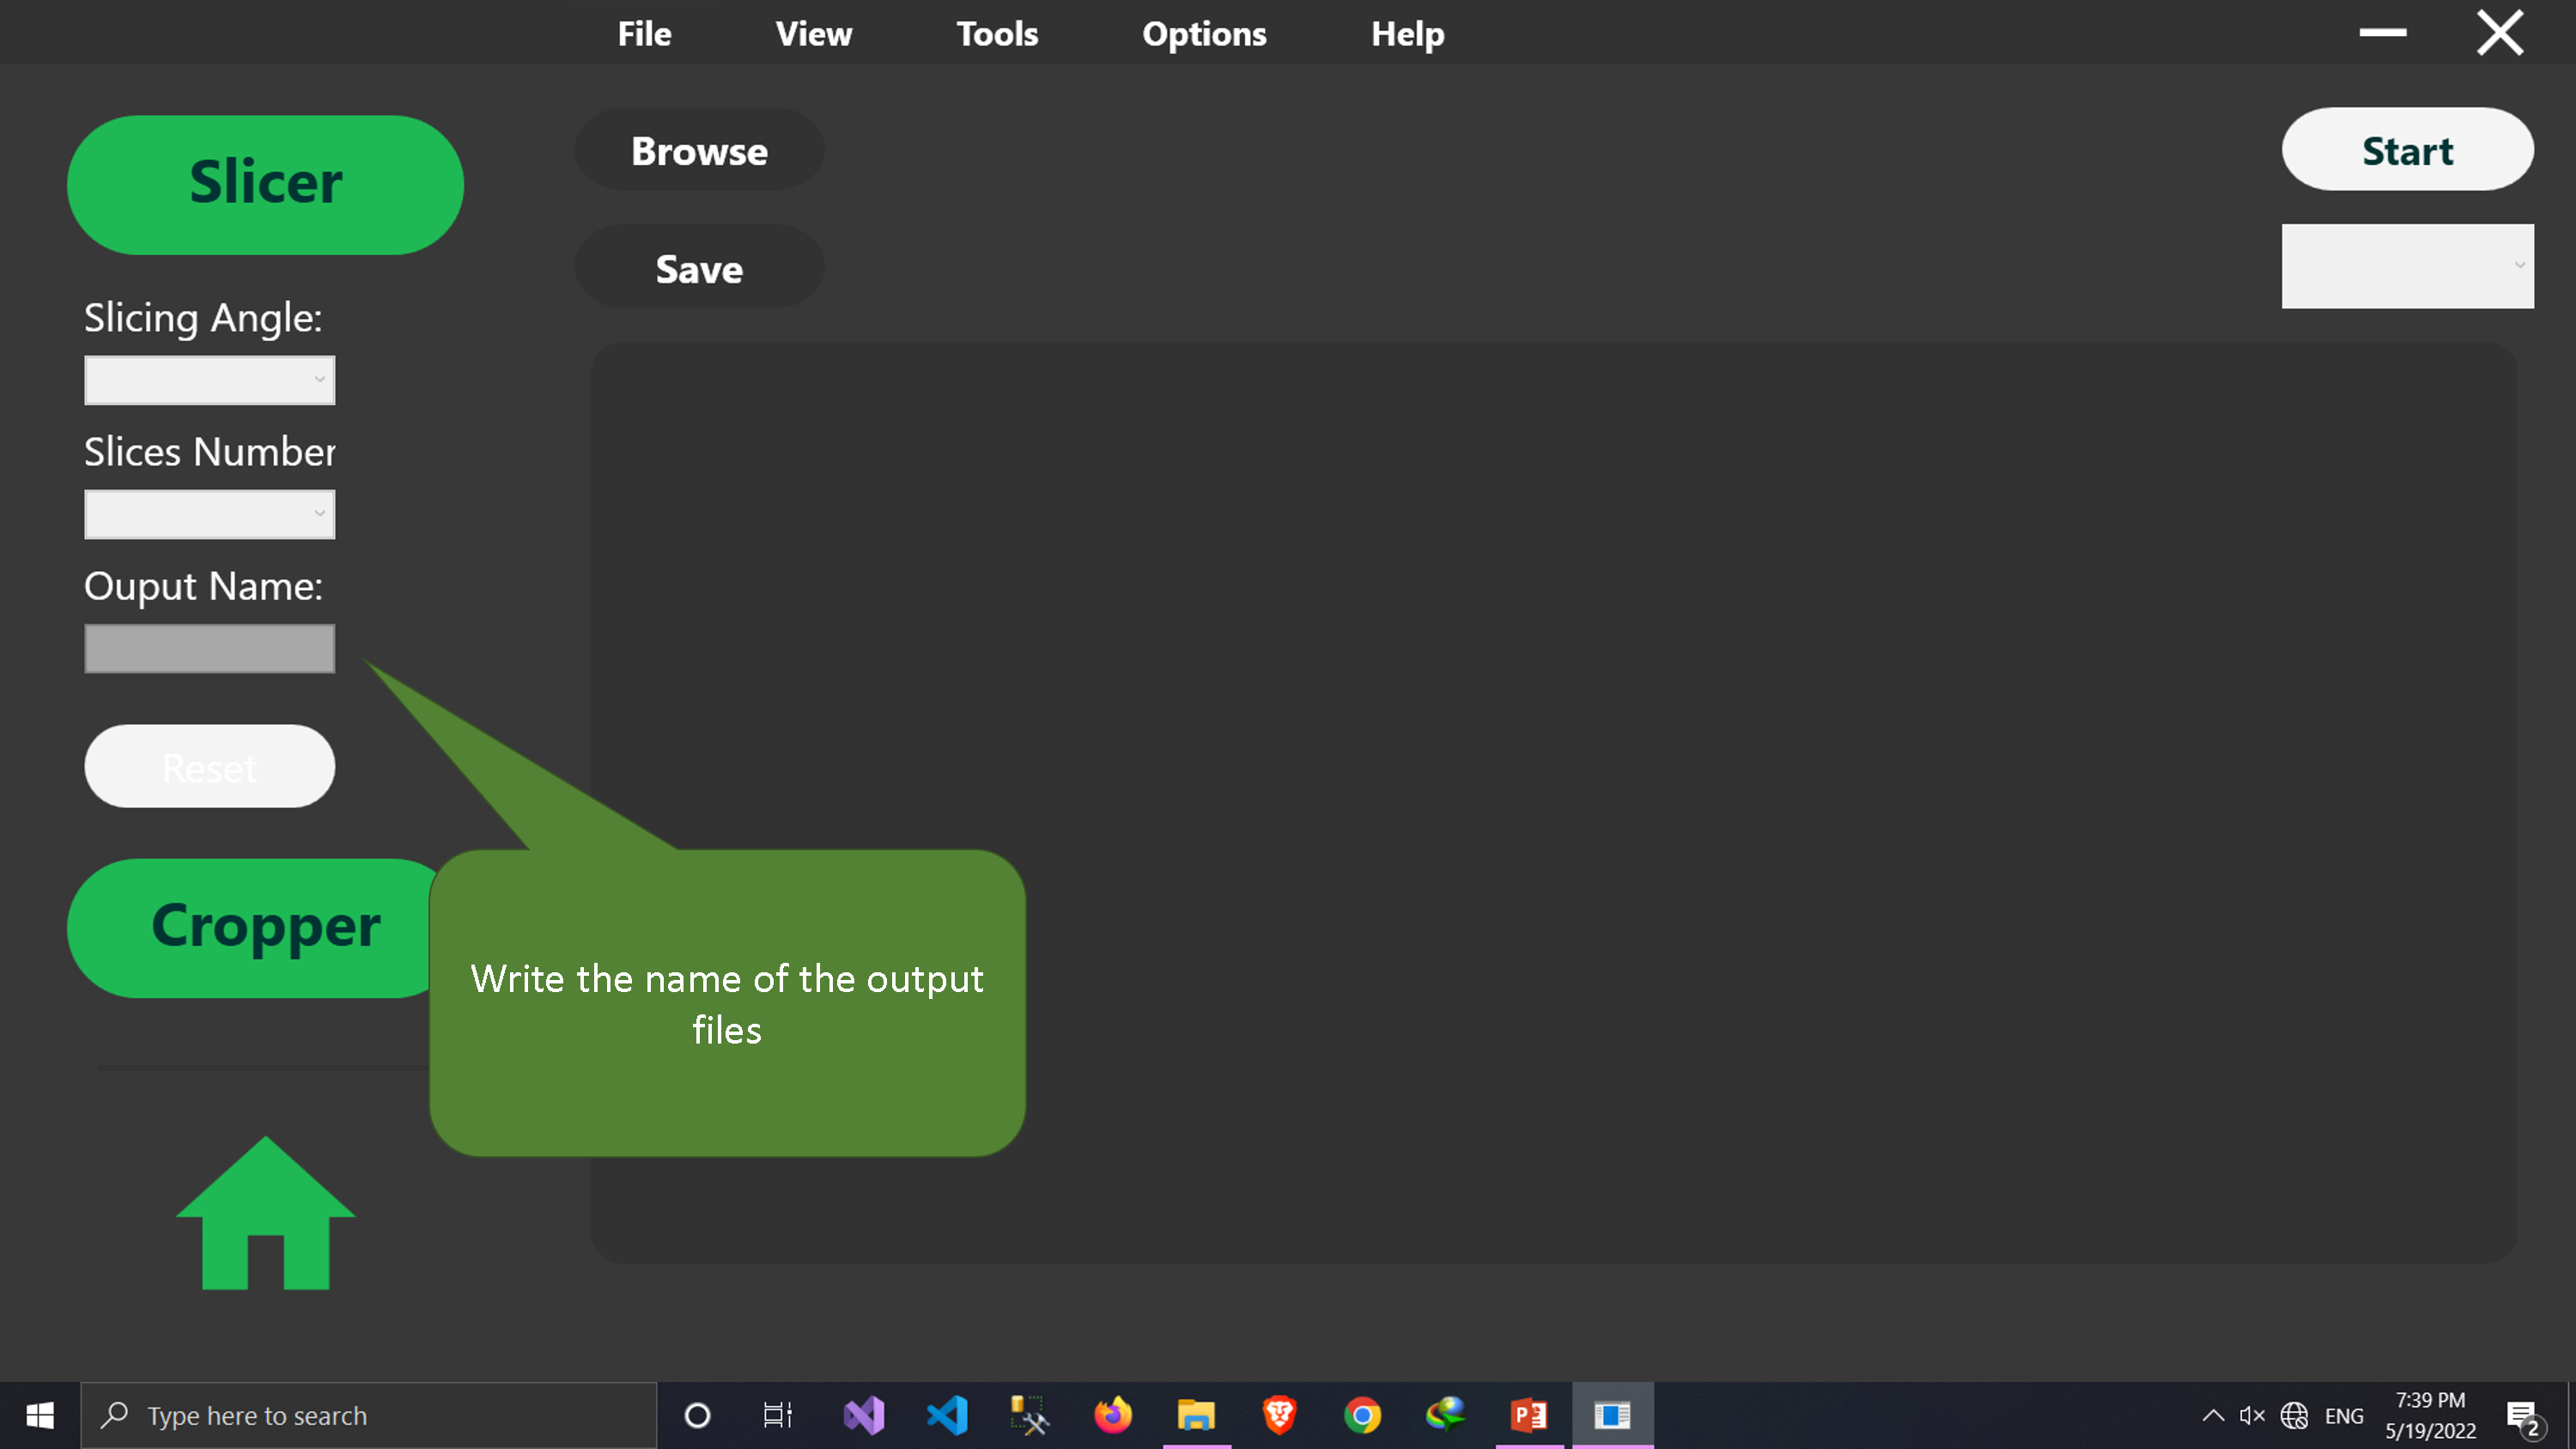 File View Tools Options Help
Slicer
Browse
Start
Save
Slicing Angle:
Slices Number
Ouput Name:
Reset
Cropper
Write the name of the output
files
Type here to search
ENG
7:39 PM
5/19/2022
2